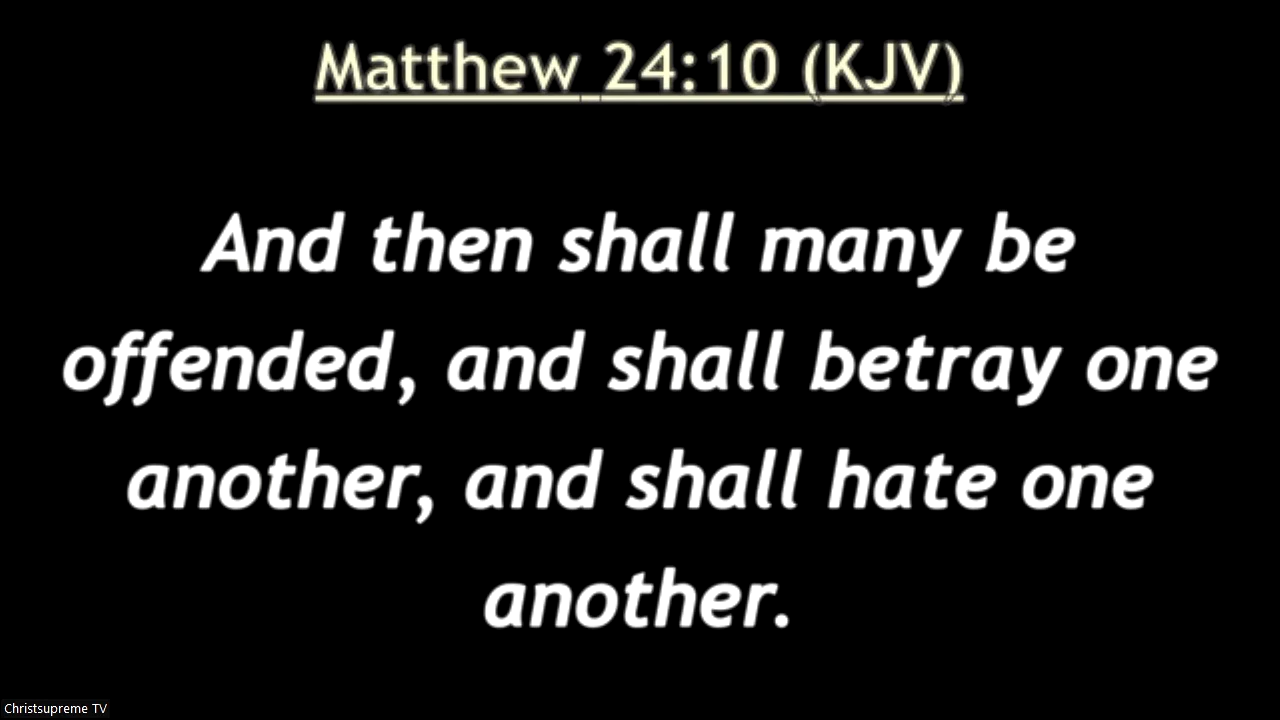 Matthew 24:10 (KJV)
And then shall many be
offended, and shall betray one
another, and shall hate one
another.
Christsupreme TV